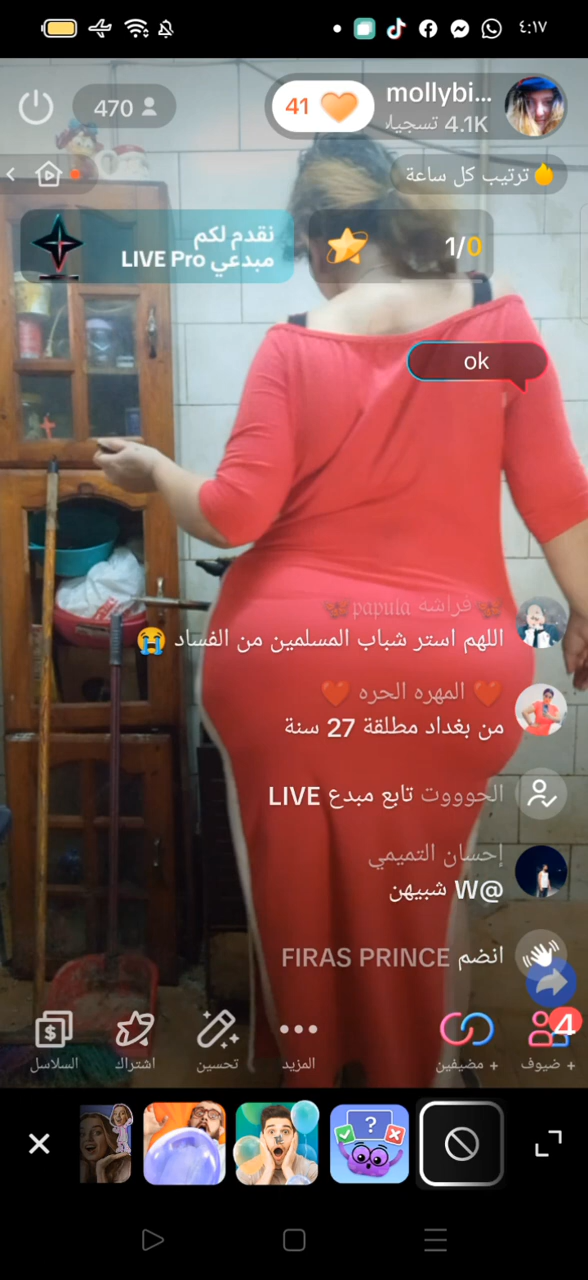 ٤:١٧
mollybi...
4.1K تسجيلات
41
470
ترتيب كل ساعة
نقدم لكم
مبدعي LIVE Pro
1/0
ok
فراشه papula
اللهم استر شباب المسلمين من الفساد
المهره الحره
من بغداد مطلقة 27 سنة
الحوووت تابع مبدع LIVE
إحسان التميمي
@W شبيهن
انضم FIRAS PRINCE
4
+ ضيوف
+ مضيفين
المزيد
تحسين
اشتراك
السلاسل
?